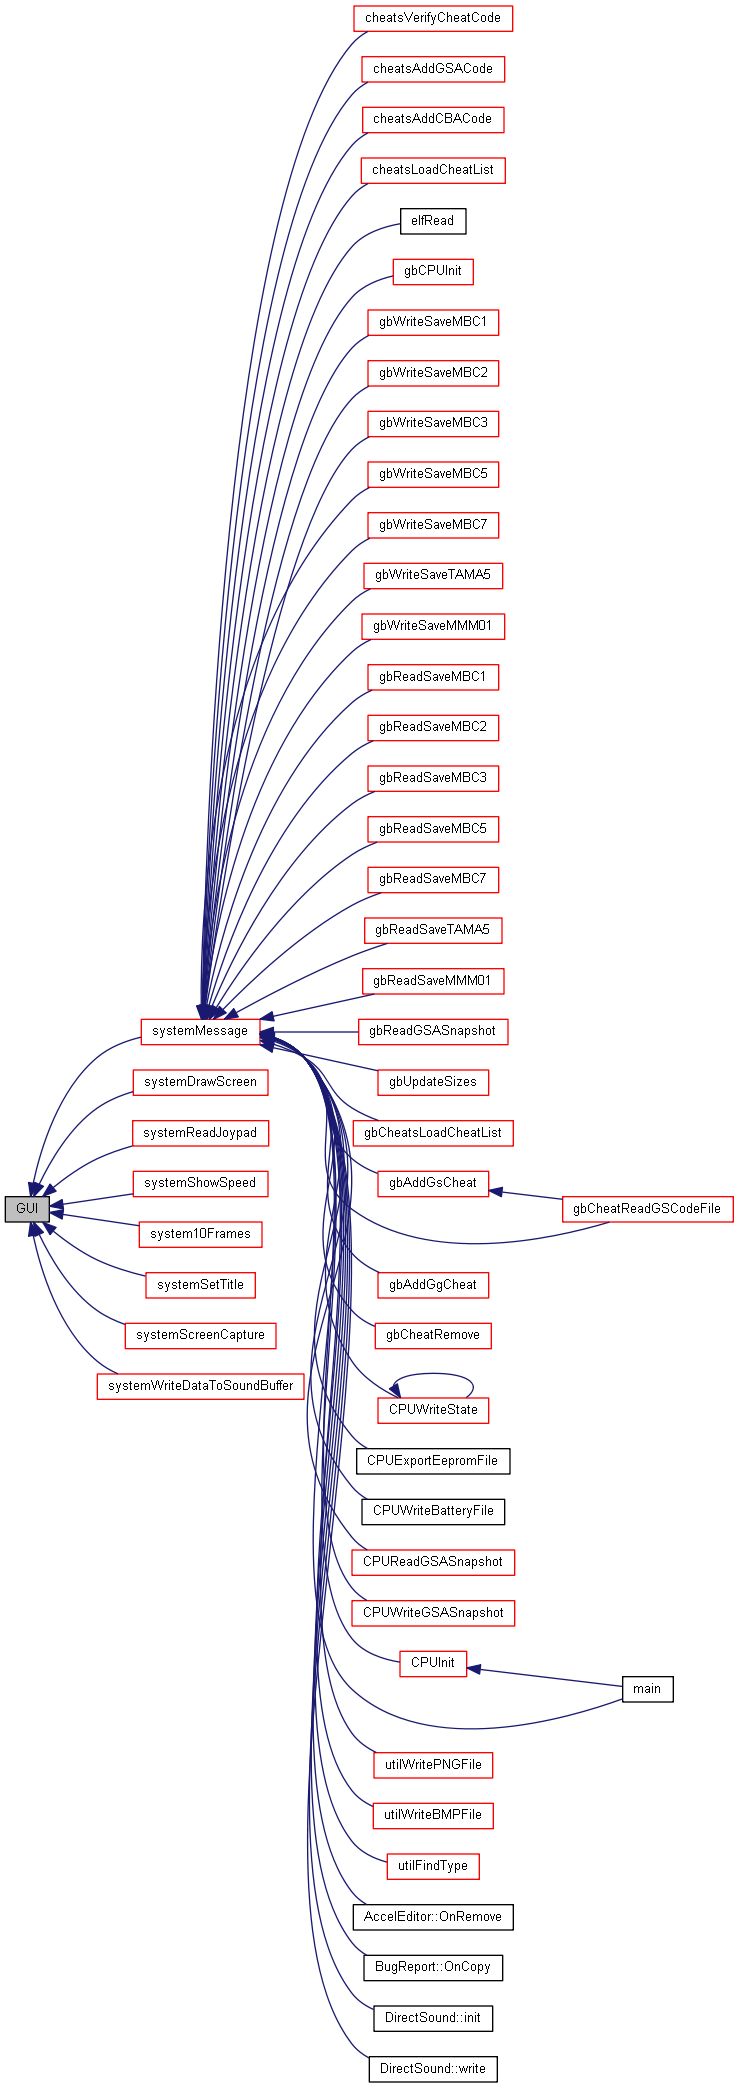 cheatsVerifyCheatCode
cheatsAddGSACode
cheatsAddCBACode
cheatsLoadCheatList
elfRead
gbCPUInit
gbWriteSaveMBC1
gbWriteSaveMBC2
gbWriteSaveMBC3
gbWriteSaveMBC5
gbWriteSaveMBC7
gbWriteSaveTAMA5
gbWriteSaveMMM01
gbReadSaveMBC1
gbReadSaveMBC2
gbReadSaveMBC3
gbReadSaveMBC5
gbReadSaveMBC7
gbReadSaveTAMA5
gbReadSaveMMM01
systemMessage
gbReadGSASnapshot
systemDrawScreen
gbUpdateSizes
systemReadJoypad
gbCheatsLoadCheatList
systemShowSpeed
gbAddGsCheat
GUI
gbCheatReadGSCodeFile
system10Frames
systemSetTitle
gbAddGgCheat
systemScreenCapture
gbCheatRemove
systemWriteDataToSoundBuffer
CPUWriteState
CPUExportEepromFile
CPUWriteBatteryFile
CPUReadGSASnapshot
CPUWriteGSASnapshot
CPUInit
main
utilWritePNGFile
utilWriteBMPFile
utilFindType
AccelEditor::OnRemove
BugReport::OnCopy
DirectSound::init
DirectSound::write